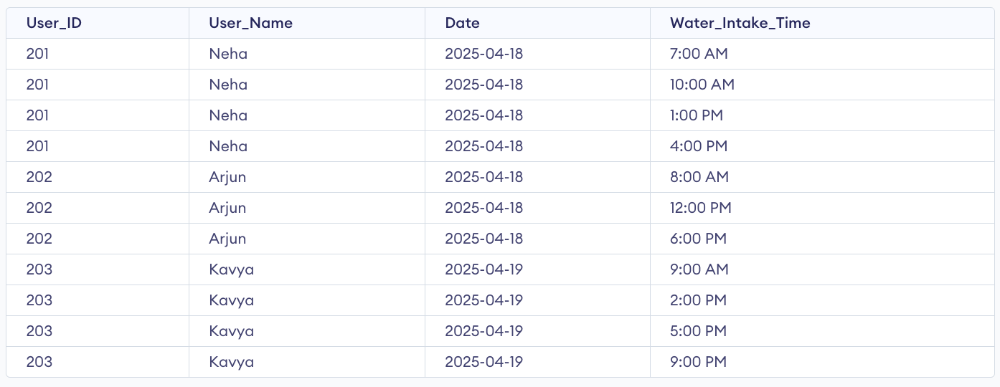 User_ID User_Name Date Water_Intake_Time
201 Neha 2025-04-18 7:00 AM
201 Neha 2025-04-18 10:00 AM
201 Neha 2025-04-18 1:00 PM
201 Neha 2025-04-18 4:00 PM
202 Arjun 2025-04-18 8:00 AM
202 Arjun 2025-04-18 12:00 PM
202 Arjun 2025-04-18 6:00 PM
203 Kavya 2025-04-19 9:00 AM
203 Kavya 2025-04-19 2:00 PM
203 Kavya 2025-04-19 5:00 PM
203 Kavya 2025-04-19 9:00 PM